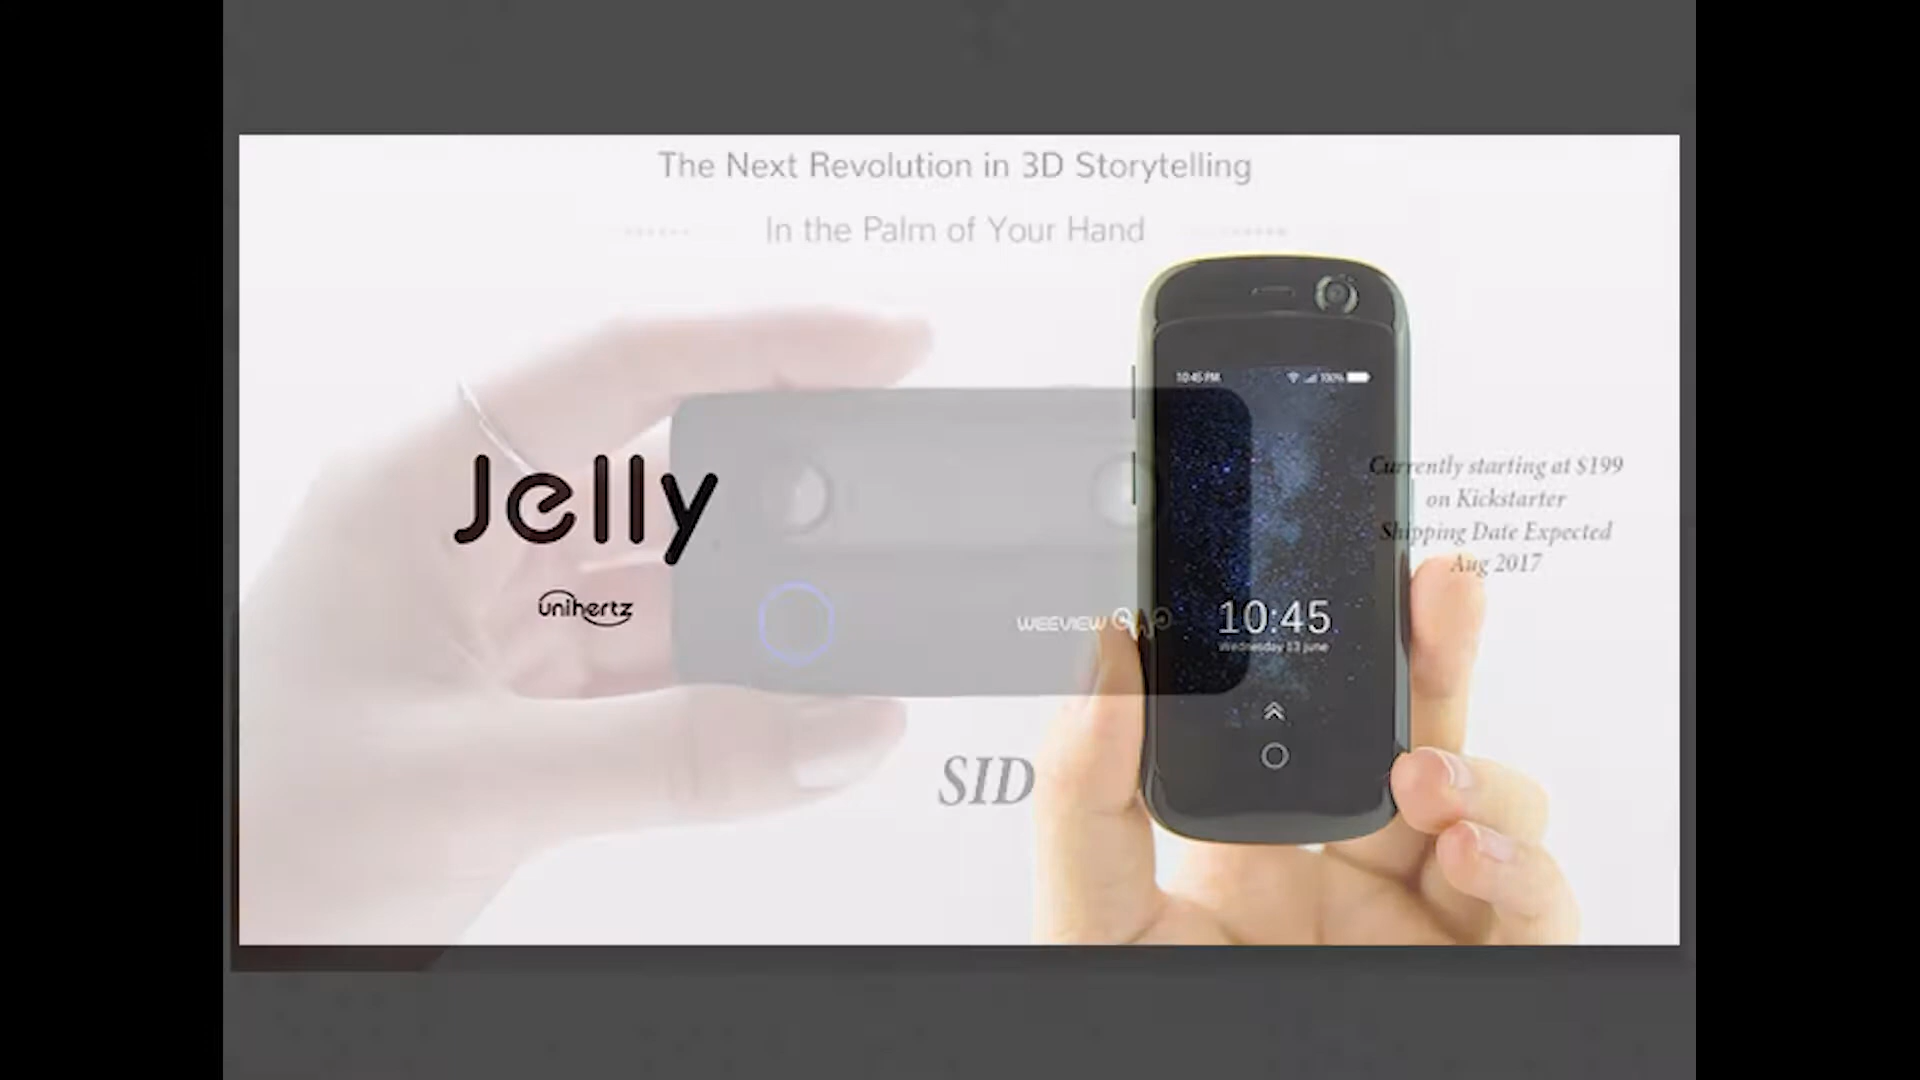 The Next Revolution in 3D Storytelling
In the Palm of Your Hand
10:45 PM
100%
Currently starting at $199
on Kickstarter
Shipping Date Expected
Aug 2017
Jelly
unihertz
WEEVIEW
10:45
Wednesday 13 june
SID